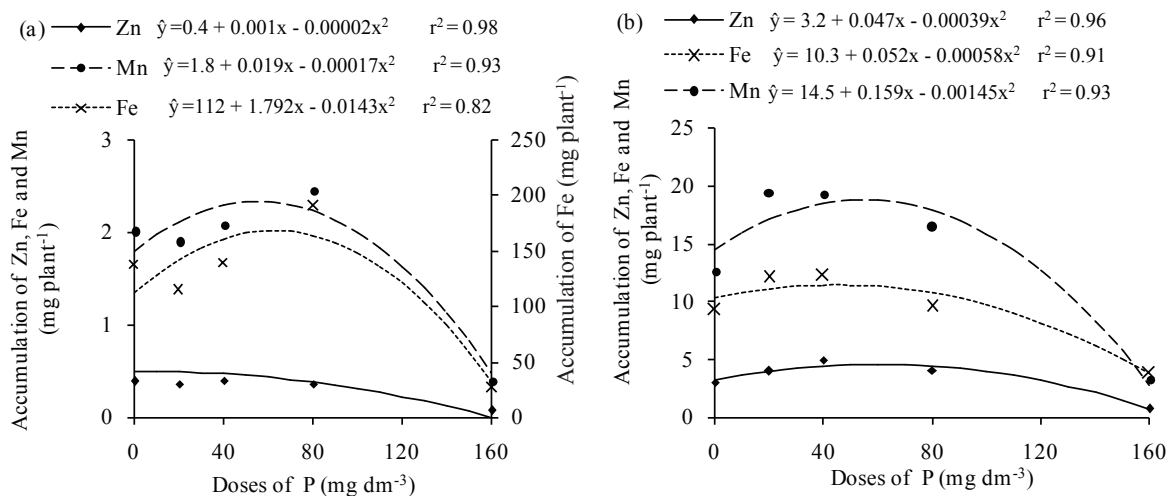 (a)
Zn ŷ=0.4 + 0.001x - 0.00002x² r²=0.98
Mn ŷ=1.8 + 0.019x - 0.00017x² r²=0.93
Fe ŷ=112 + 1.792x - 0.0143x² r²=0.82
Accumulation of Zn, Fe and Mn
(mg plant⁻¹)
3
2
1
0
250
200
150
100
50
0
Accumulation of Fe (mg plant⁻¹)
0 40 80 120 160
Doses of P (mg dm⁻³)
(b)
Zn ŷ= 3.2 + 0.047x - 0.00039x² r²=0.96
Fe ŷ= 10.3 + 0.052x - 0.00058x² r²=0.91
Mn ŷ= 14.5 + 0.159x - 0.00145x² r²=0.93
Accumulation of Zn, Fe and Mn
(mg plant⁻¹)
25
20
15
10
5
0
0 40 80 120 160
Doses of P (mg dm⁻³)